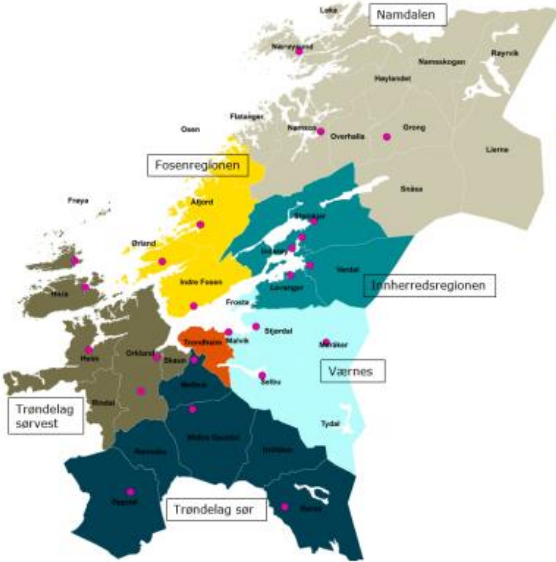 Leka
Namdalen
Nærøysund
Røyrvik
Namsskogan
Høylandet
Flatanger
Osen
Namsos
Overhalla
Grong
Lierne
Fosenregionen
Snåsa
Frøya
Åfjord
Steinkjer
Ørland
Inderøy
Verdal
Hitra
Indre Fosen
Levanger
Innherredsregionen
Frosta
Stjørdal
Malvik
Trondheim
Meråker
Heim
Orkland
Skaun
Værnes
Selbu
Melhus
Rindal
Trøndelag
sørvest
Tydal
Midtre Gauldal
Rennebu
Holtålen
Oppdal
Trøndelag sør
Røros